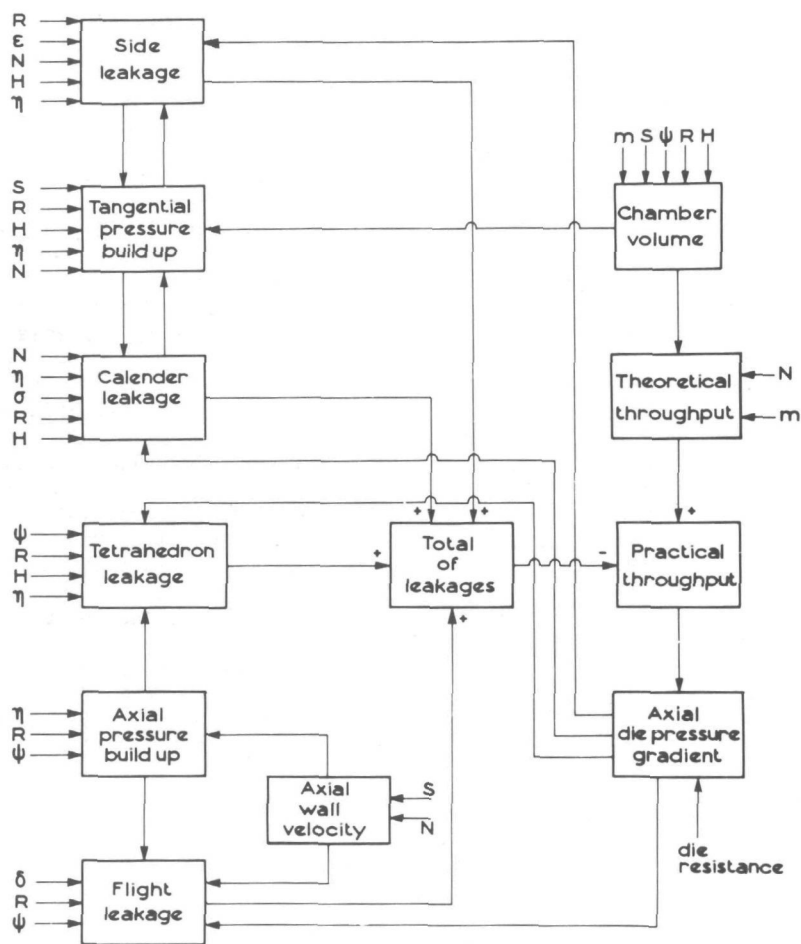 R
ε
N
H
η
Side
leakage
S
R
H
η
N
Tangential
pressure
build up
m S ψ R H
Chamber
volume
N
η
σ
R
H
Calender
leakage
Theoretical
throughput
N
m
ψ
R
H
η
Tetrahedron
leakage
+
+
+
Total
of
leakages
+
-
+
Practical
throughput
η
R
ψ
Axial
pressure
build up
Axial
wall
velocity
S
N
Axial
die pressure
gradient
die
resistance
δ
R
ψ
Flight
leakage